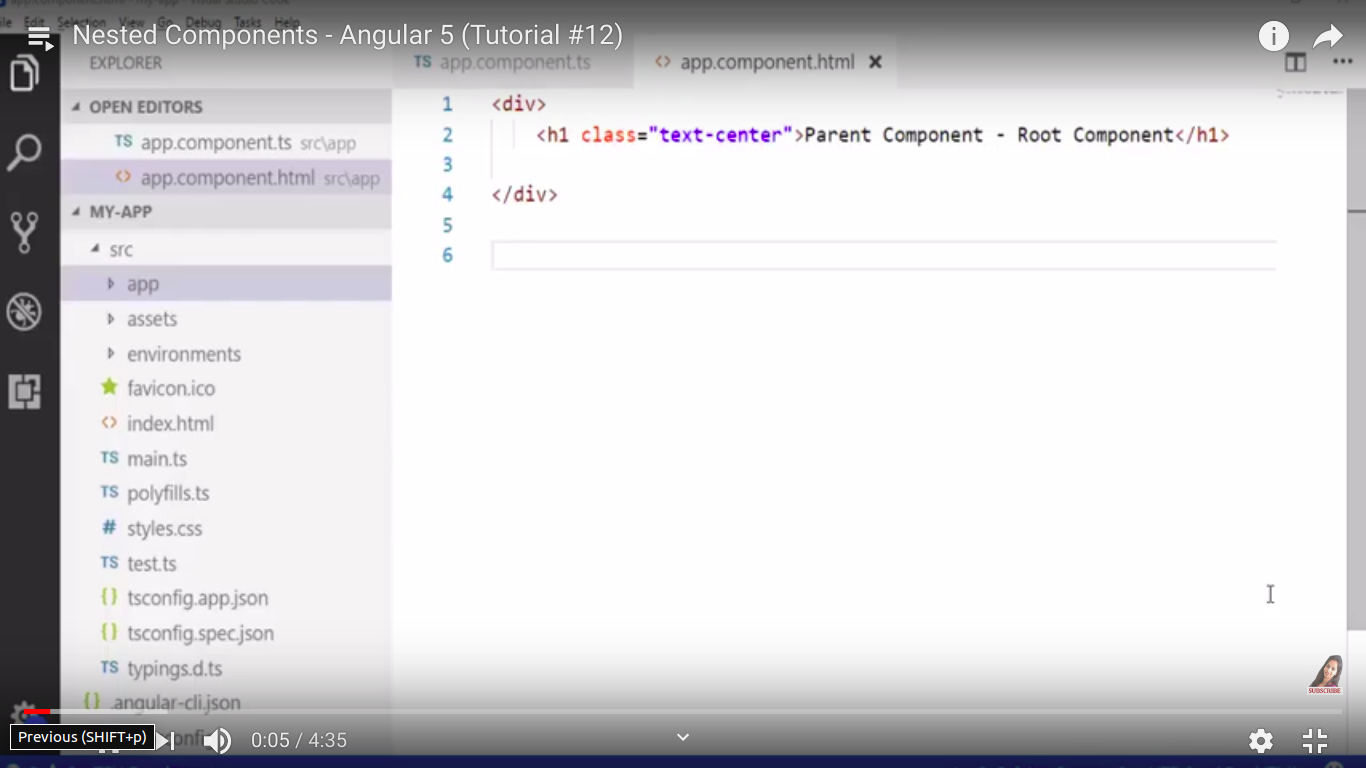 File Edit Selection View Go Debug Tasks Help
Nested Components - Angular 5 (Tutorial #12)
EXPLORER
TS app.component.ts
<> app.component.html
OPEN EDITORS
TS app.component.ts src\app
<> app.component.html src\app
MY-APP
src
app
assets
environments
favicon.ico
<> index.html
TS main.ts
TS polyfills.ts
# styles.css
TS test.ts
{} tsconfig.app.json
{} tsconfig.spec.json
TS typings.d.ts
{} .angular-cli.json
1 <div>
2 <h1 class="text-center">Parent Component - Root Component</h1>
3
4 </div>
5
6
SUBSCRIBE
Previous (SHIFT+p)
0:05 / 4:35